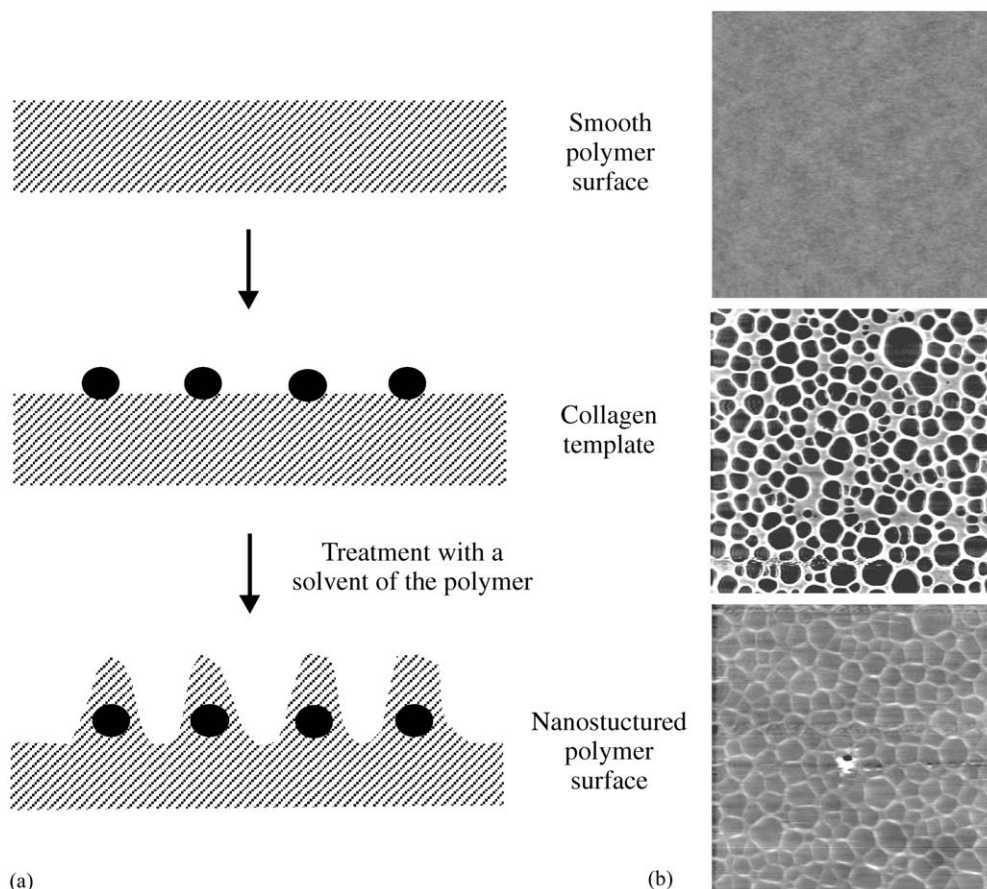 Smooth
polymer
surface
Collagen
template
Treatment with a
solvent of the polymer
Nanostuctured
polymer
surface
(a)
(b)